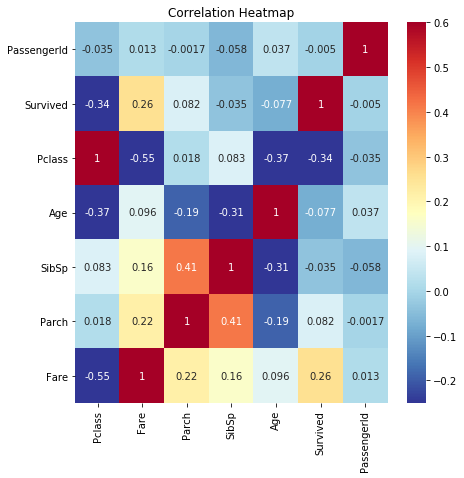 Correlation Heatmap
PassengerId -0.035 0.013 -0.0017 -0.058 0.037 -0.005 1
Survived -0.34 0.26 0.082 -0.035 -0.077 1 -0.005
Pclass 1 -0.55 0.018 0.083 -0.37 -0.34 -0.035
Age -0.37 0.096 -0.19 -0.31 1 -0.077 0.037
SibSp 0.083 0.16 0.41 1 -0.31 -0.035 -0.058
Parch 0.018 0.22 1 0.41 -0.19 0.082 -0.0017
Fare -0.55 1 0.22 0.16 0.096 0.26 0.013
Pclass Fare Parch SibSp Age Survived PassengerId
0.6
0.5
0.4
0.3
0.2
0.1
0.0
−0.1
−0.2